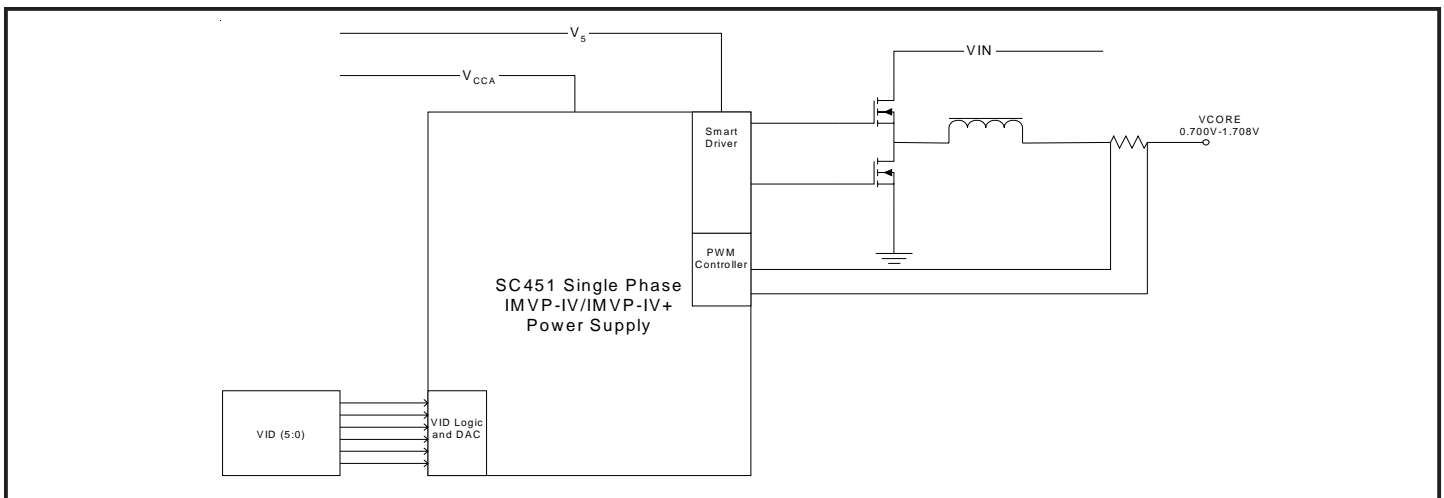 V5
VIN
VCCA
Smart
Driver
VCORE
0.700V-1.708V
PWM
Controller
SC451 Single Phase
IMVP-IV/IMVP-IV+
Power Supply
VID (5:0)
VID Logic
and DAC